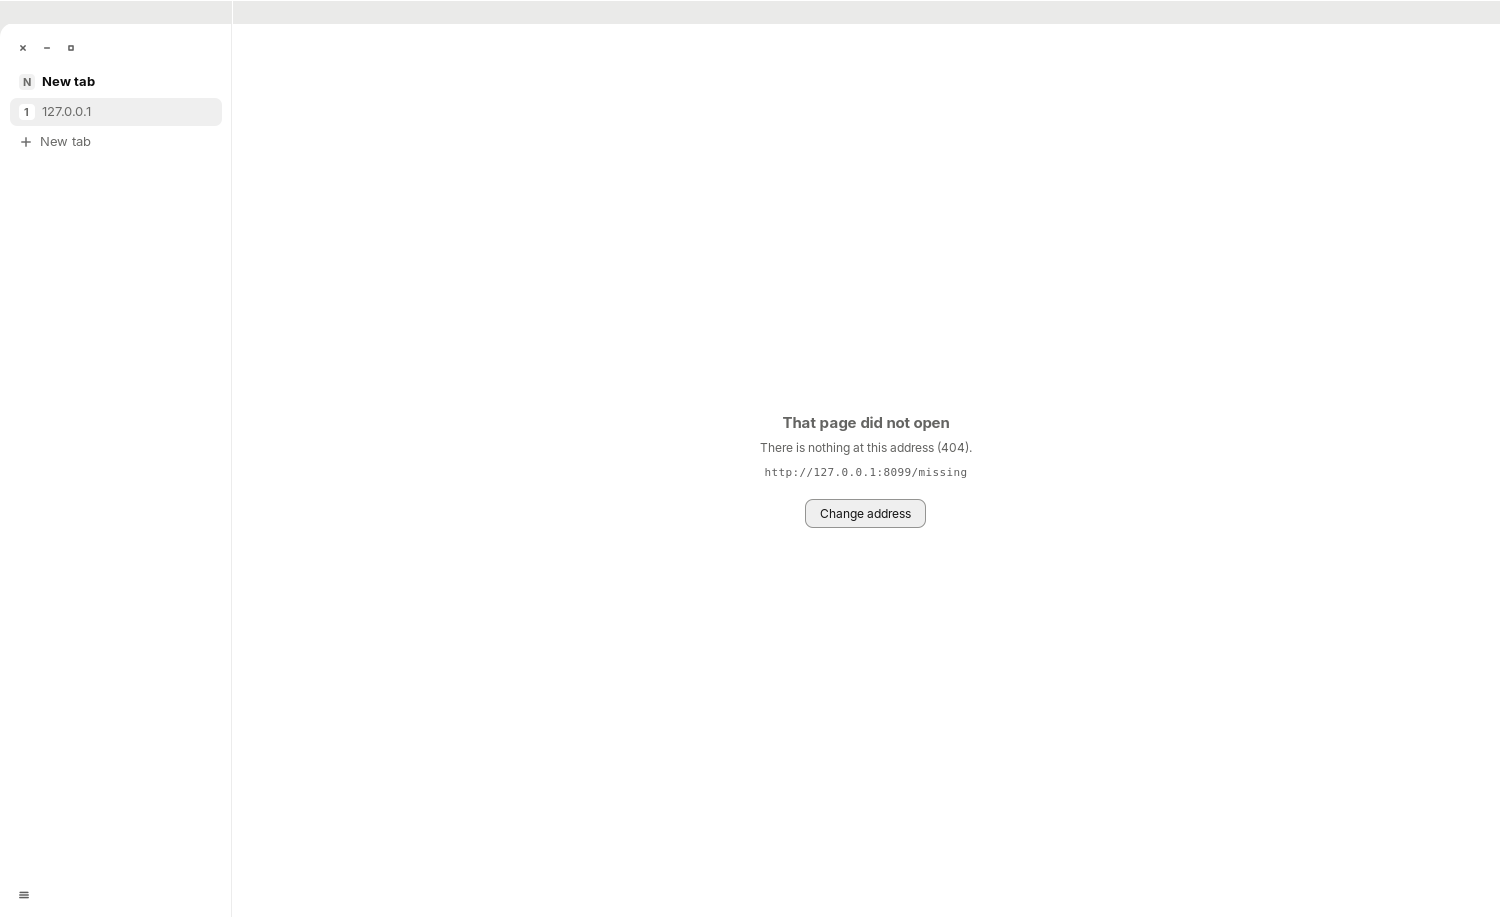 N New tab
1 127.0.0.1
New tab
That page did not open
There is nothing at this address (404).
http://127.0.0.1:8099/missing
Change address